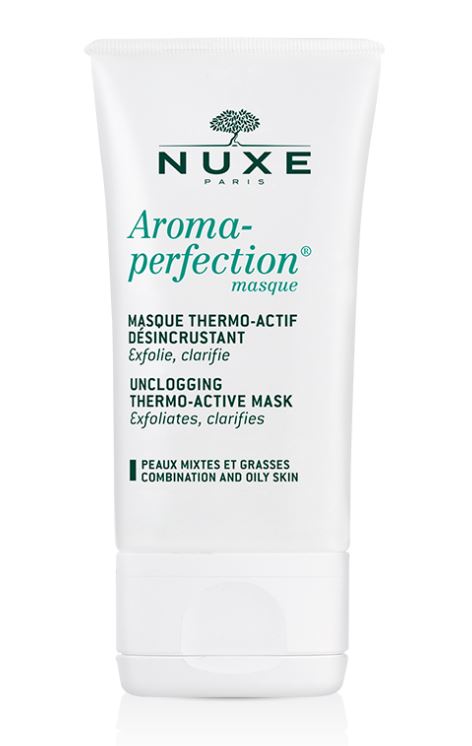 NUXE
PARIS
Aroma-
perfection®
masque
MASQUE THERMO-ACTIF
DÉSINCRUSTANT
Exfolie, clarifie
UNCLOGGING
THERMO-ACTIVE MASK
Exfoliates, clarifies
PEAUX MIXTES ET GRASSES
COMBINATION AND OILY SKIN